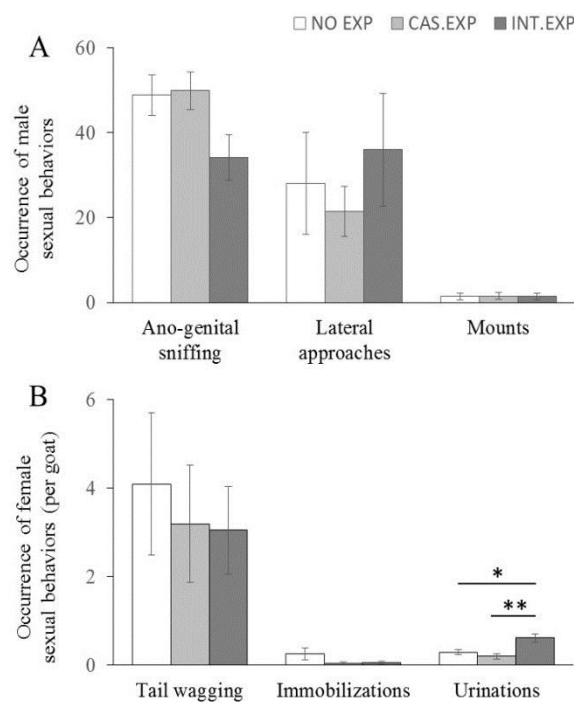 NO EXP CAS.EXP INT.EXP
A
Occurrence of male
sexual behaviors
60
40
20
0
Ano-genital
sniffing
Lateral
approaches
Mounts
B
Occurrence of female
sexual behaviors (per goat)
6
4
2
0
*
**
Tail wagging Immobilizations Urinations